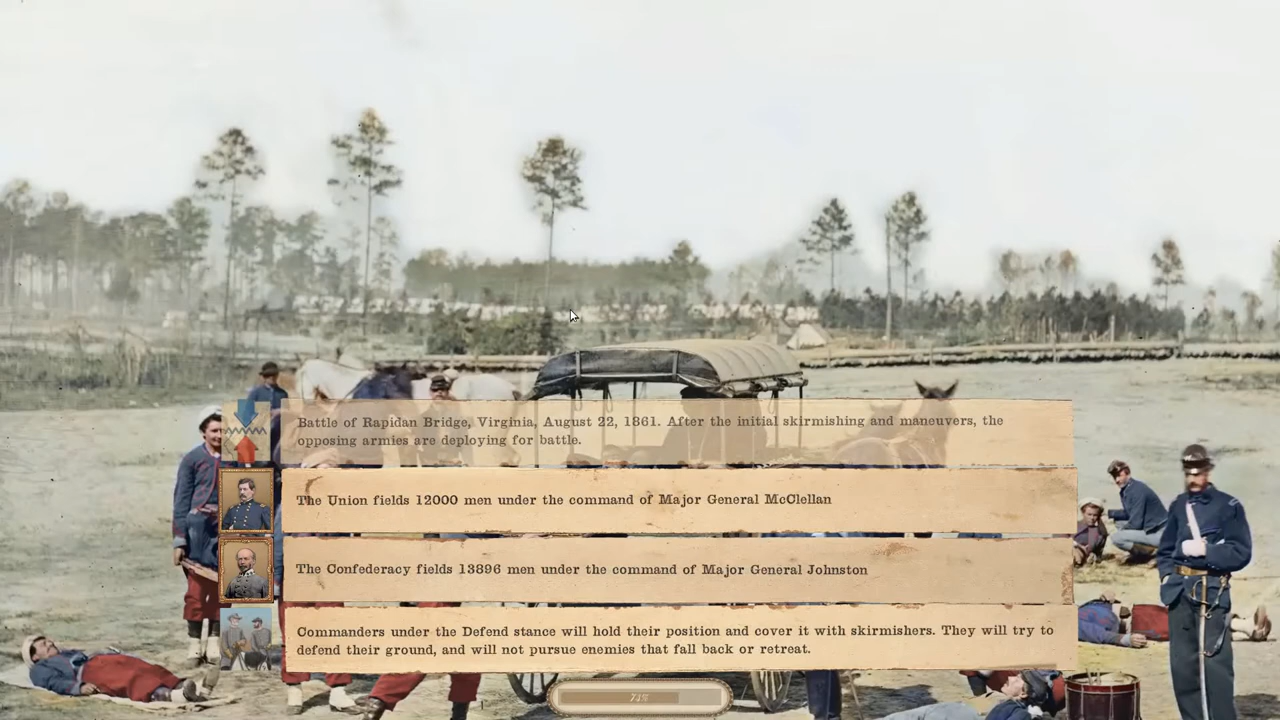 Battle of Rapidan Bridge, Virginia, August 22, 1861. After the initial skirmishing and maneuvers, the
opposing armies are deploying for battle.
The Union fields 12000 men under the command of Major General McClellan
The Confederacy fields 13896 men under the command of Major General Johnston
Commanders under the Defend stance will hold their position and cover it with skirmishers. They will try to
defend their ground, and will not pursue enemies that fall back or retreat.
73%